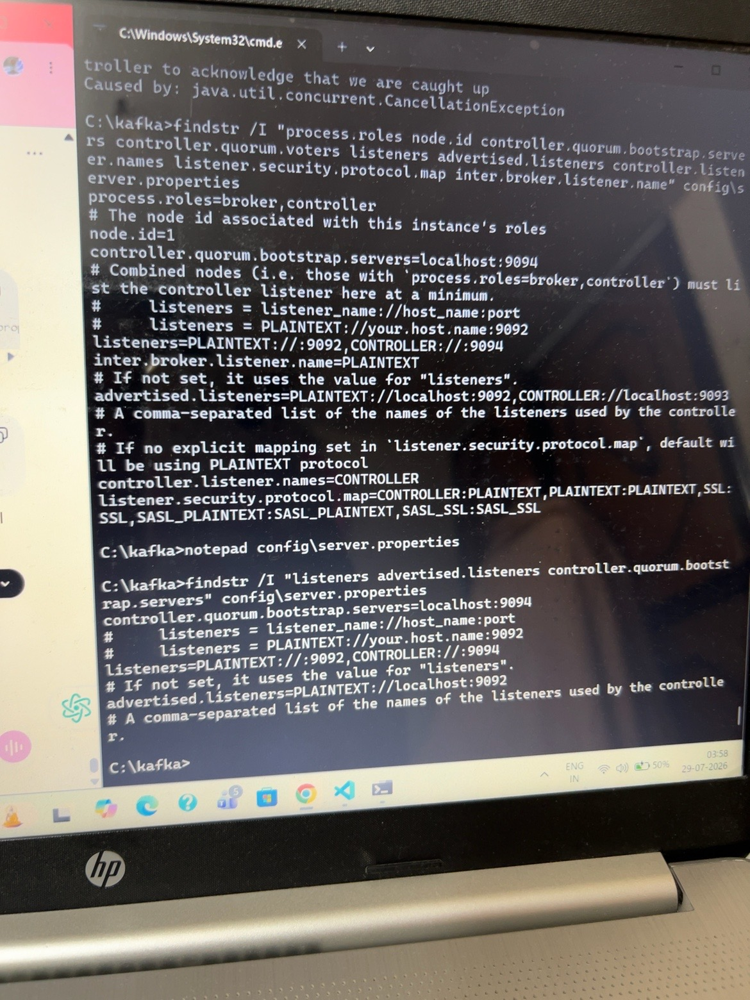 C:\Windows\System32\cmd.e
troller to acknowledge that we are caught up
Caused by: java.util.concurrent.CancellationException
C:\kafka>findstr /I "process.roles node.id controller.quorum.bootstrap.serve
rs controller.quorum.voters listeners advertised.listeners controller.listen
er.names listener.security.protocol.map inter.broker.listener.name" config\s
erver.properties
process.roles=broker,controller
# The node id associated with this instance's roles
node.id=1
controller.quorum.bootstrap.servers=localhost:9094
# Combined nodes (i.e. those with `process.roles=broker,controller`) must li
st the controller listener here at a minimum.
#     listeners = listener_name://host_name:port
#     listeners = PLAINTEXT://your.host.name:9092
listeners=PLAINTEXT://:9092,CONTROLLER://:9094
inter.broker.listener.name=PLAINTEXT
# If not set, it uses the value for "listeners".
advertised.listeners=PLAINTEXT://localhost:9092,CONTROLLER://localhost:9093
# A comma-separated list of the names of the listeners used by the controlle
r.
# If no explicit mapping set in `listener.security.protocol.map`, default wi
ll be using PLAINTEXT protocol
controller.listener.names=CONTROLLER
listener.security.protocol.map=CONTROLLER:PLAINTEXT,PLAINTEXT:PLAINTEXT,SSL:
SSL,SASL_PLAINTEXT:SASL_PLAINTEXT,SASL_SSL:SASL_SSL
C:\kafka>notepad config\server.properties
C:\kafka>findstr /I "listeners advertised.listeners controller.quorum.bootst
rap.servers" config\server.properties
controller.quorum.bootstrap.servers=localhost:9094
#     listeners = listener_name://host_name:port
#     listeners = PLAINTEXT://your.host.name:9092
listeners=PLAINTEXT://:9092,CONTROLLER://:9094
# If not set, it uses the value for "listeners".
advertised.listeners=PLAINTEXT://localhost:9092
# A comma-separated list of the names of the listeners used by the controlle
r.
C:\kafka>
ENG
IN
50%
03:58
29-07-2026
5
hp